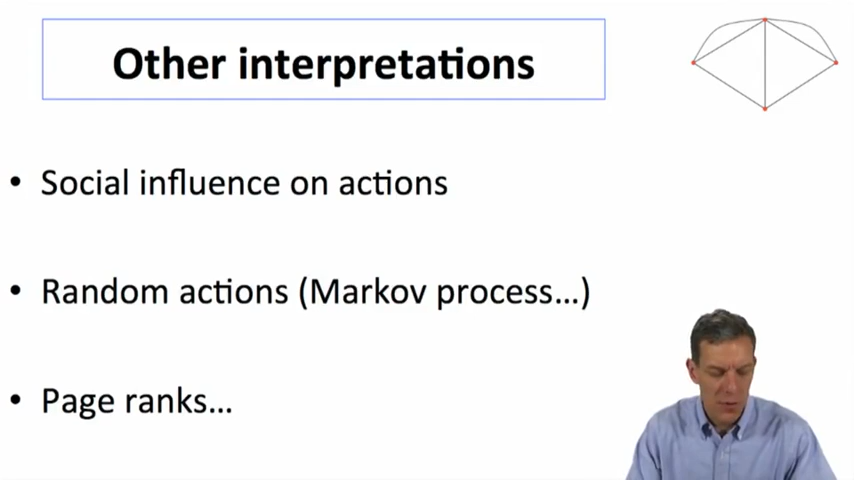 Other interpretations
• Social influence on actions
• Random actions (Markov process…)
• Page ranks…